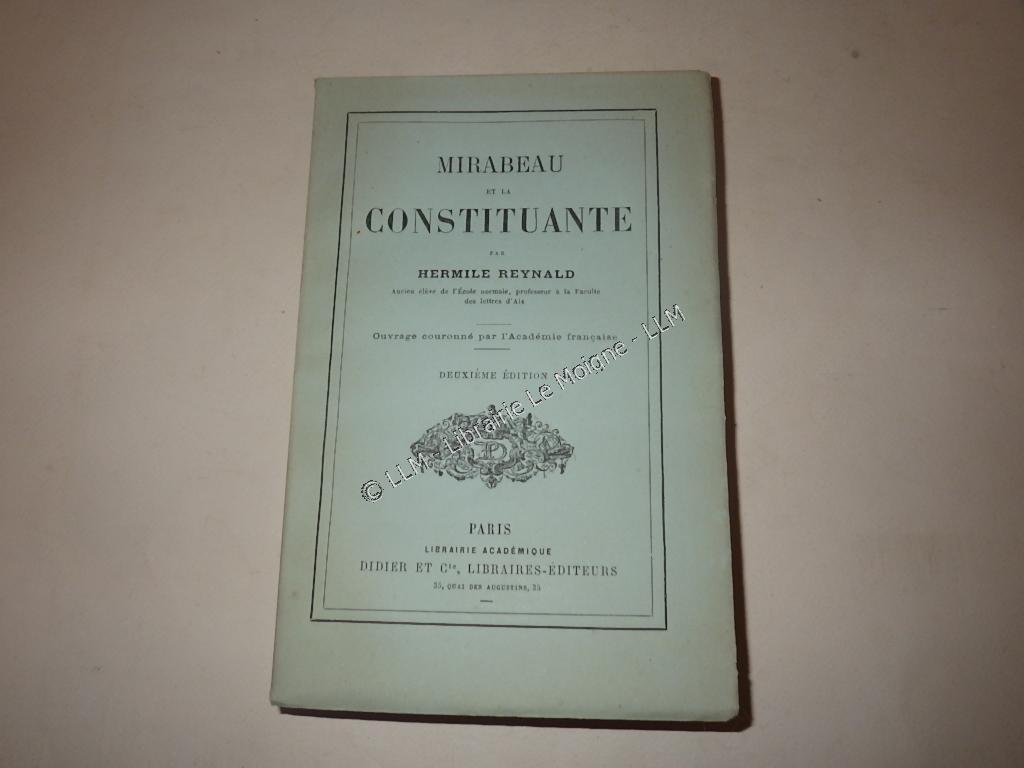 MIRABEAU
ET LA
CONSTITUANTE
PAR
HERMILE REYNALD
Ancien élève de l'École normale, professeur à la Faculté
des lettres d'Aix
Ouvrage couronné par l'Académie française
DEUXIÈME ÉDITION
© LLM - Librairie Le Moigne - LLM
PARIS
LIBRAIRIE ACADÉMIQUE
DIDIER ET Cie, LIBRAIRES-ÉDITEURS
35, QUAI DES AUGUSTINS, 35